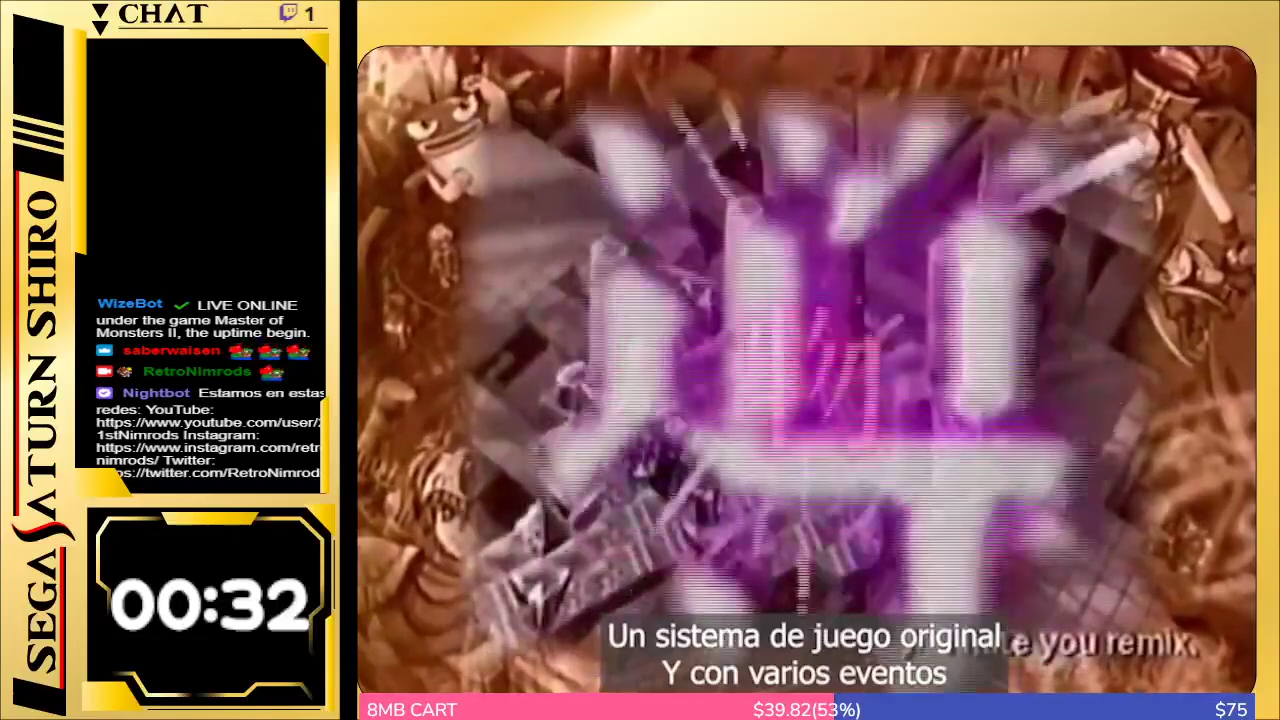 CHAT
1
SEGA SATURN SHIRO
WizeBot LIVE ONLINE
under the game Master of
Monsters II, the uptime begin.
saberwalsen
RetroNimrods
Nightbot Estamos en estas
redes: YouTube:
https://www.youtube.com/user/
1stNimrods Instagram:
https://www.instagram.com/retr
nimrods/ Twitter:
ps://twitter.com/RetroNimrod
00:32
Un sistema de juego original
Y con varios eventos
you remix.
8MB CART $39.82(53%) $75